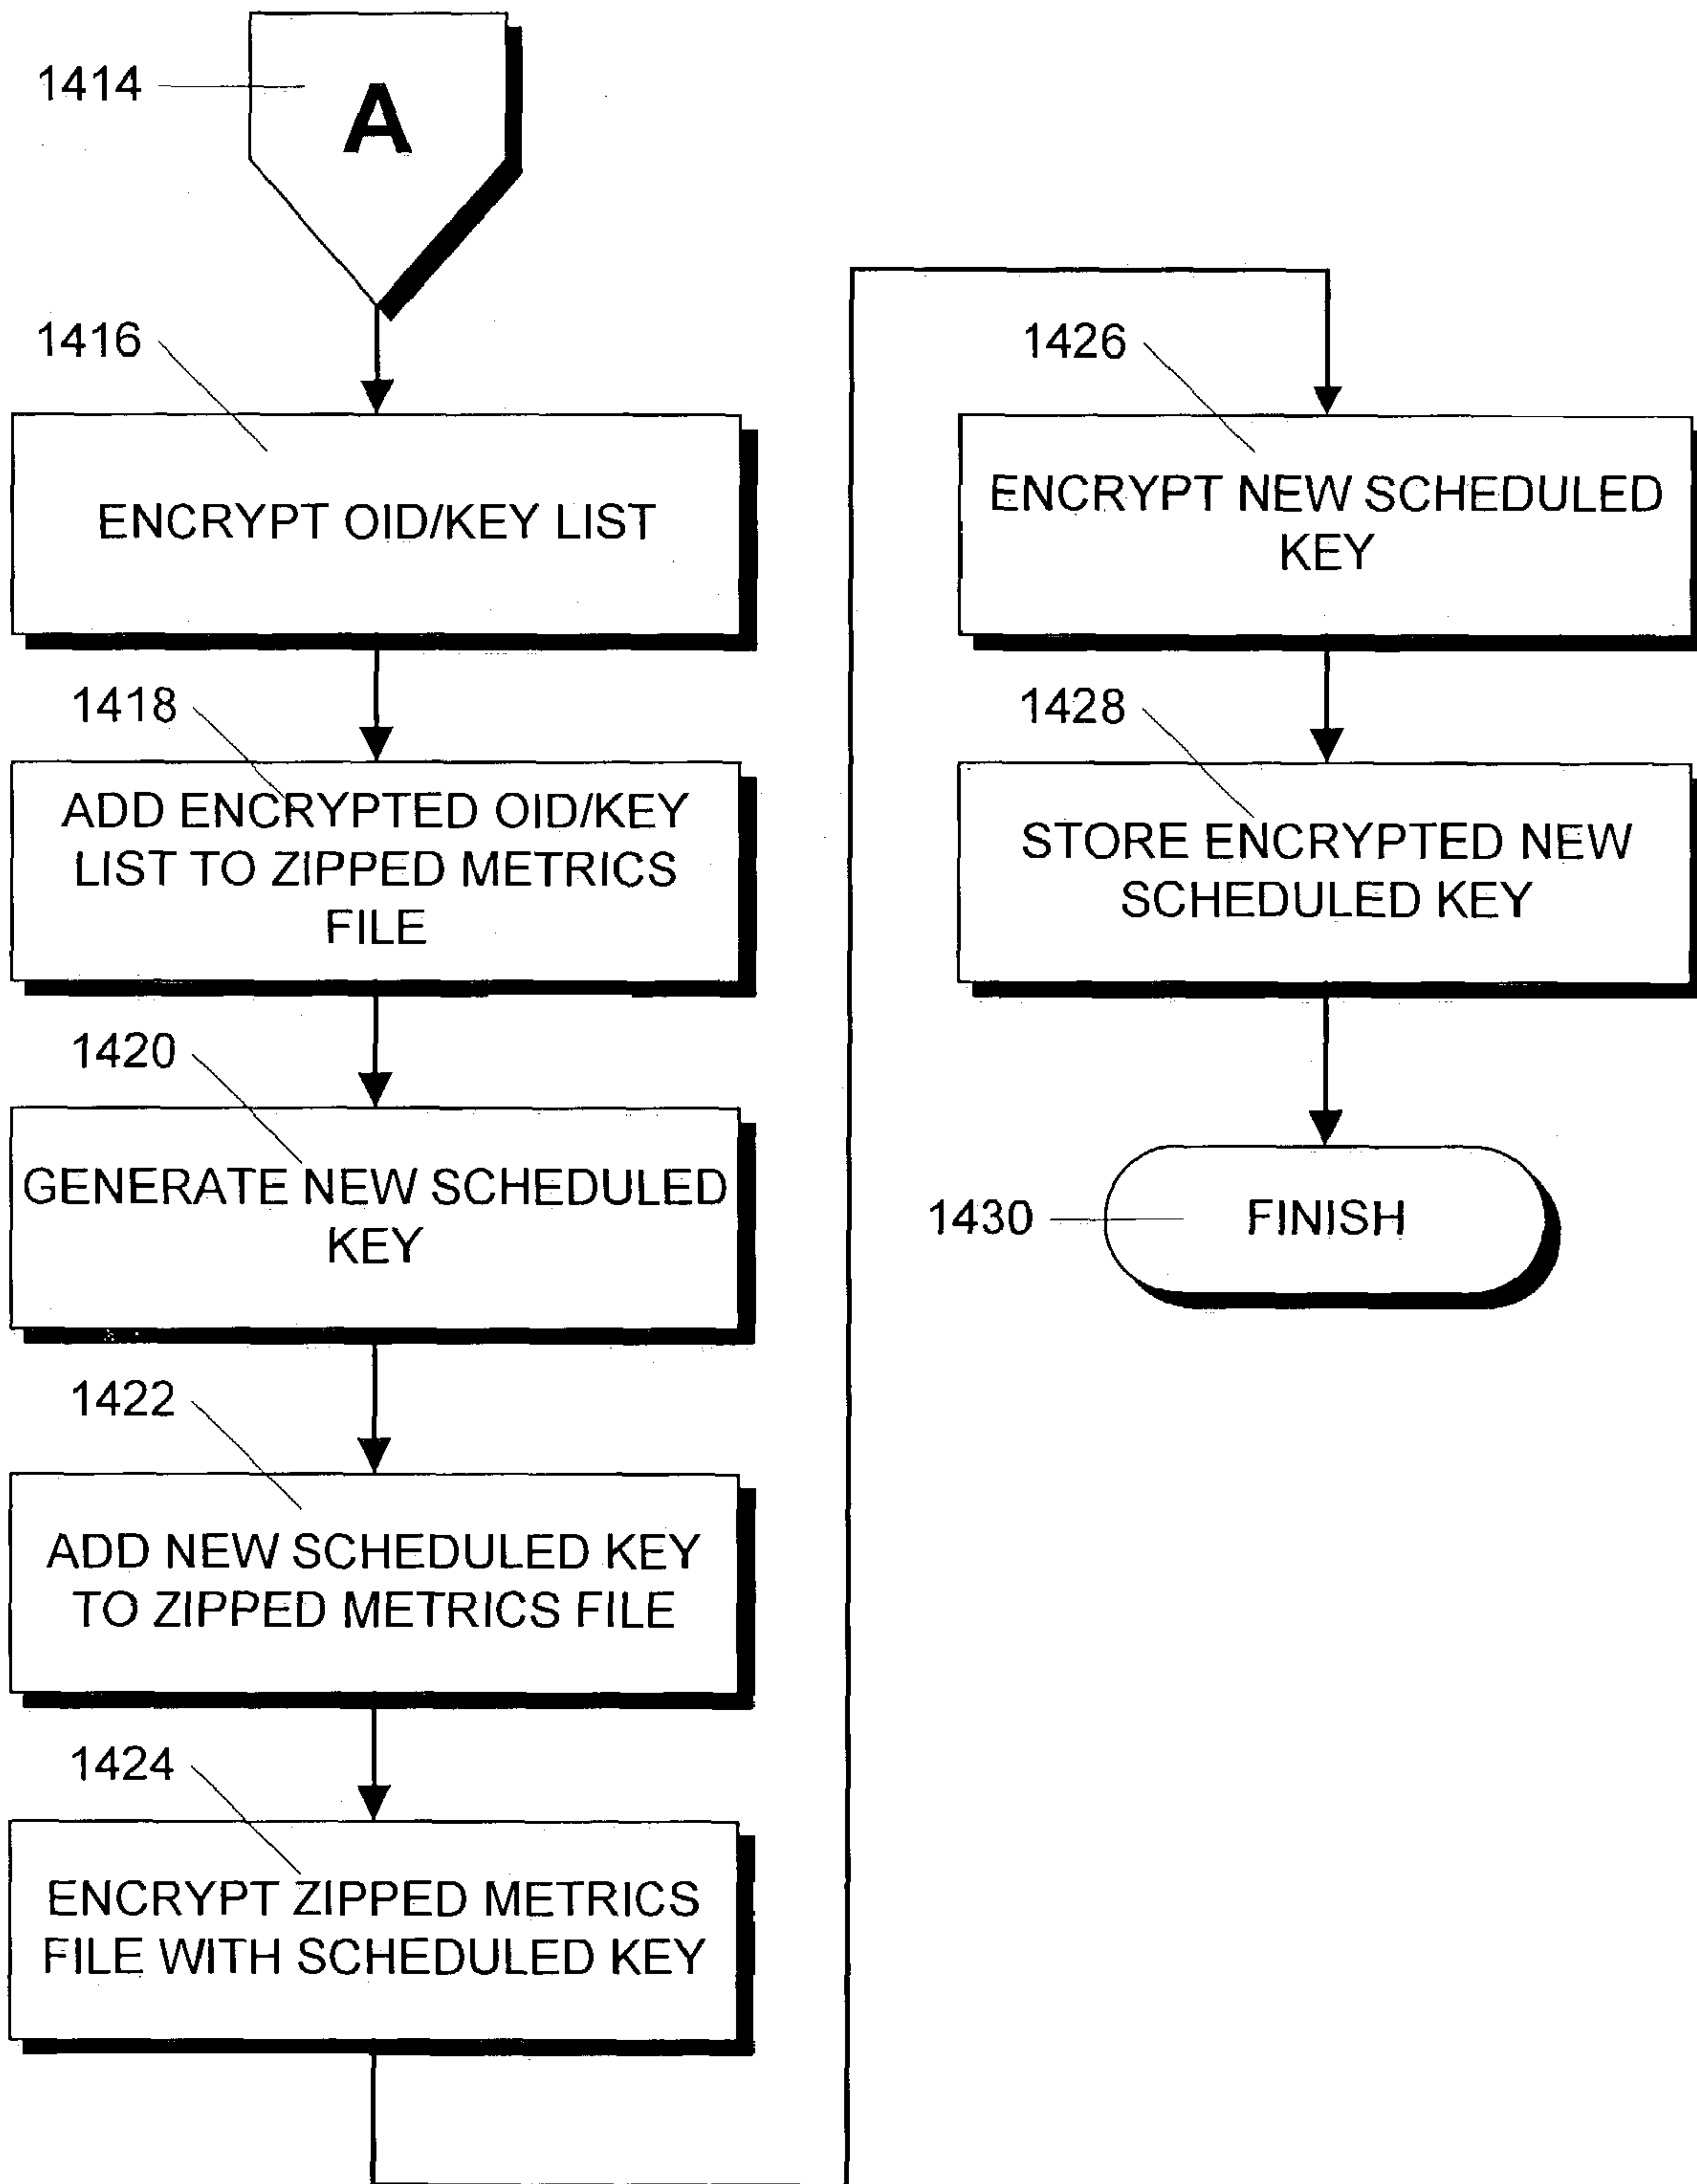 1414
A
1416
ENCRYPT OID/KEY LIST
1418
ADD ENCRYPTED OID/KEY
LIST TO ZIPPED METRICS
FILE
1420
GENERATE NEW SCHEDULED
KEY
1422
ADD NEW SCHEDULED KEY
TO ZIPPED METRICS FILE
1424
ENCRYPT ZIPPED METRICS
FILE WITH SCHEDULED KEY
1426
ENCRYPT NEW SCHEDULED
KEY
1428
STORE ENCRYPTED NEW
SCHEDULED KEY
1430
FINISH